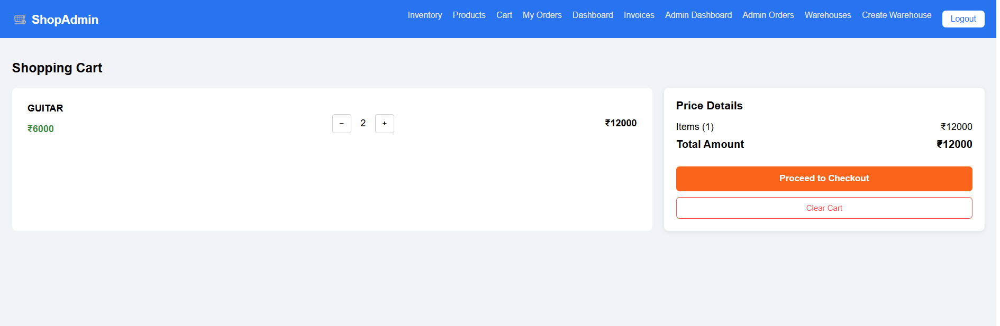 ShopAdmin
Inventory Products Cart My Orders Dashboard Invoices Admin Dashboard Admin Orders Warehouses Create Warehouse Logout
Shopping Cart
GUITAR
₹6000
− 2 +
₹12000
Price Details
Items (1) ₹12000
Total Amount ₹12000
Proceed to Checkout
Clear Cart